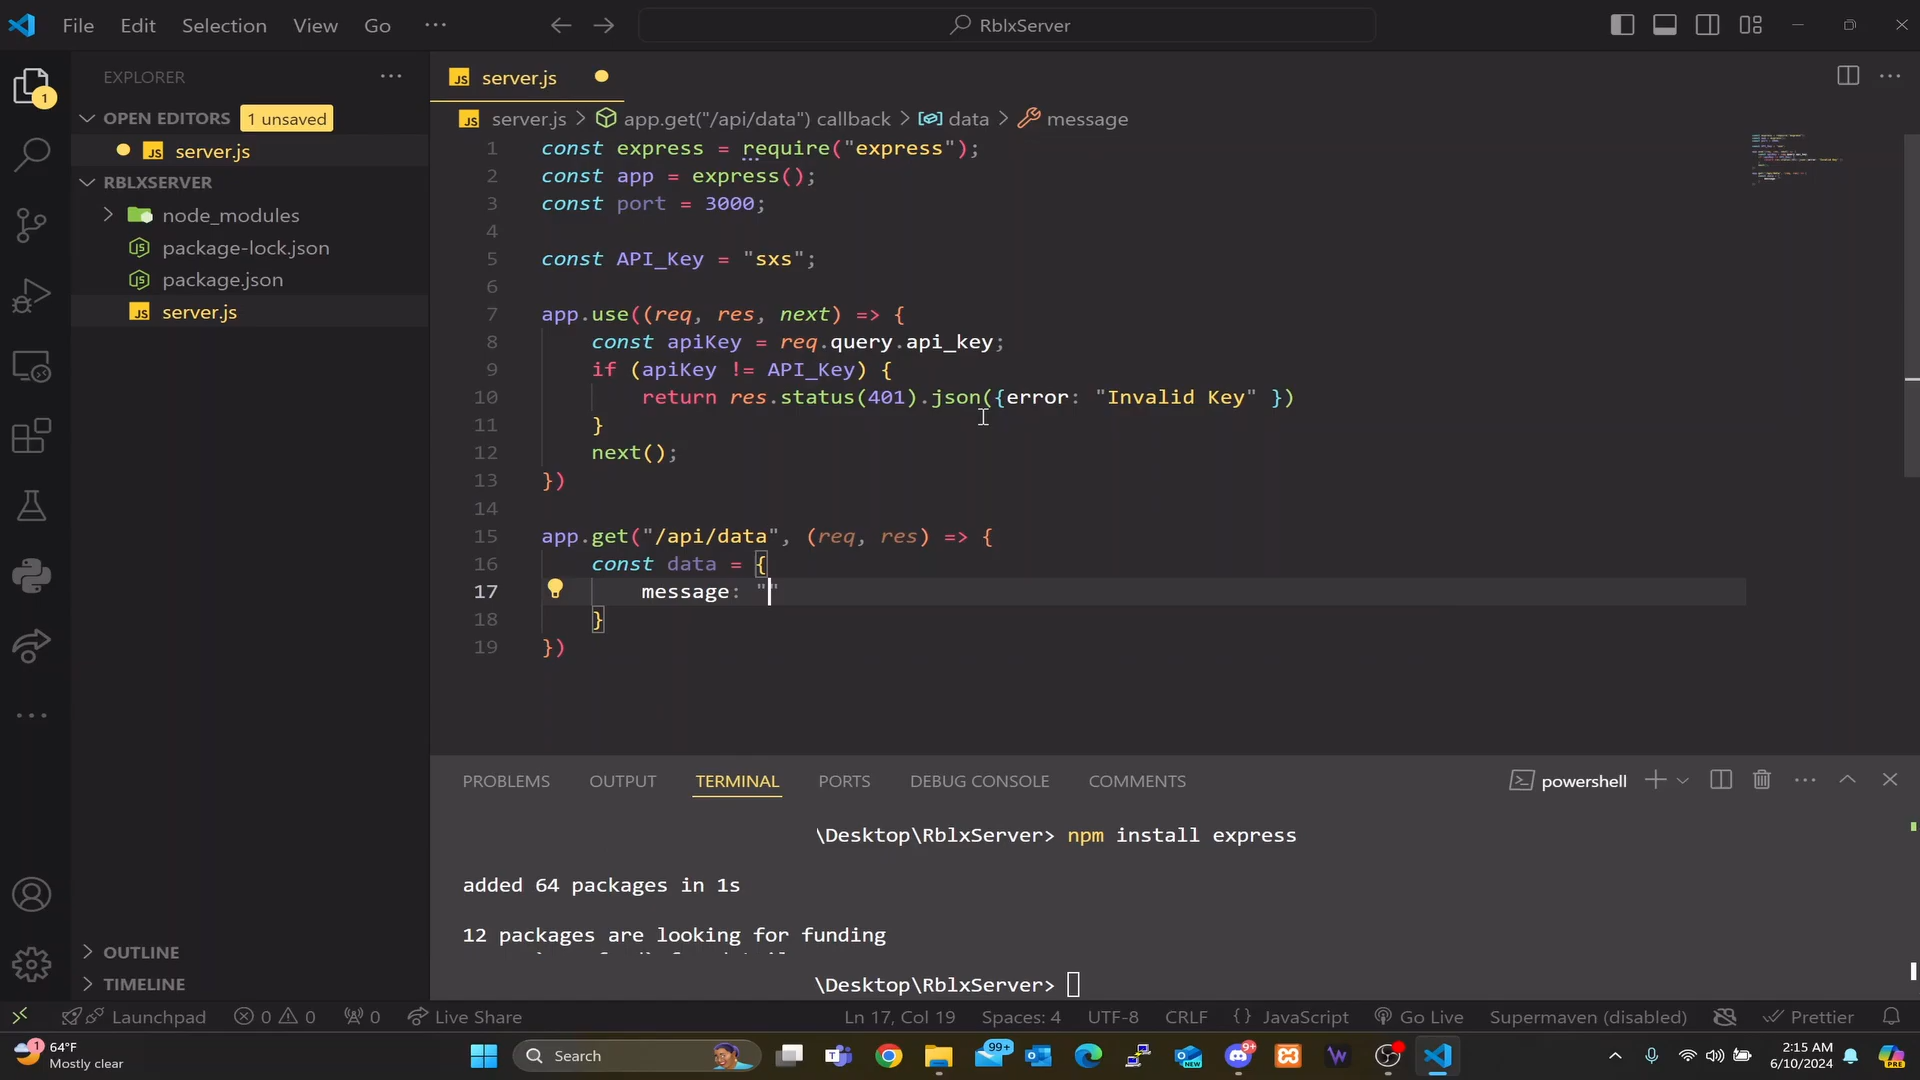 File Edit Selection View Go ··· RblxServer
EXPLORER ···
OPEN EDITORS 1 unsaved
server.js
RBLXSERVER
node_modules
package-lock.json
package.json
server.js
OUTLINE
TIMELINE
1
JS server.js
JS server.js > app.get("/api/data") callback > data > message
1 const express = require("express");
2 const app = express();
3 const port = 3000;
4
5 const API_Key = "sxs";
6
7 app.use((req, res, next) => {
8 const apiKey = req.query.api_key;
9 if (apiKey != API_Key) {
10 return res.status(401).json({error: "Invalid Key" })
11 }
12 next();
13 })
14
15 app.get("/api/data", (req, res) => {
16 const data = {
17 message: ""
18 }
19 })
PROBLEMS OUTPUT TERMINAL PORTS DEBUG CONSOLE COMMENTS powershell
\Desktop\RblxServer> npm install express
added 64 packages in 1s
12 packages are looking for funding
\Desktop\RblxServer>
Launchpad 0 0 0 Live Share Ln 17, Col 19 Spaces: 4 UTF-8 CRLF {} JavaScript Go Live Supermaven (disabled) Prettier
1 64°F
Mostly clear
Search
99+
9+
2:15 AM
6/10/2024
PRE